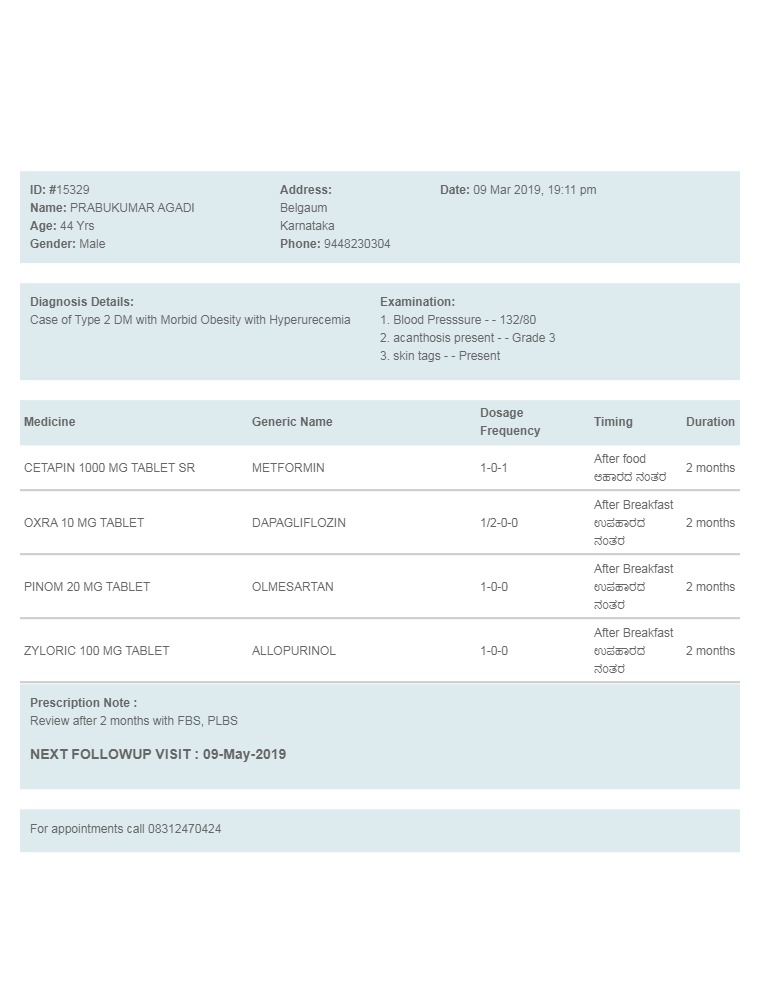 ID: #15329
Name: PRABUKUMAR AGADI
Age: 44 Yrs
Gender: Male
Address:
Belgaum
Karnataka
Phone: 9448230304
Date: 09 Mar 2019, 19:11 pm
Diagnosis Details:
Case of Type 2 DM with Morbid Obesity with Hyperurecemia
Examination:
1. Blood Presssure - - 132/80
2. acanthosis present - - Grade 3
3. skin tags - - Present
Medicine Generic Name Dosage Frequency Timing Duration
CETAPIN 1000 MG TABLET SR METFORMIN 1-0-1 After food 2 months
ಅಹಾರದ ನಂತರ
OXRA 10 MG TABLET DAPAGLIFLOZIN 1/2-0-0 After Breakfast 2 months
ಉಪಹಾರದ
ನಂತರ
PINOM 20 MG TABLET OLMESARTAN 1-0-0 After Breakfast 2 months
ಉಪಹಾರದ
ನಂತರ
ZYLORIC 100 MG TABLET ALLOPURINOL 1-0-0 After Breakfast 2 months
ಉಪಹಾರದ
ನಂತರ
Prescription Note :
Review after 2 months with FBS, PLBS
NEXT FOLLOWUP VISIT : 09-May-2019
For appointments call 08312470424